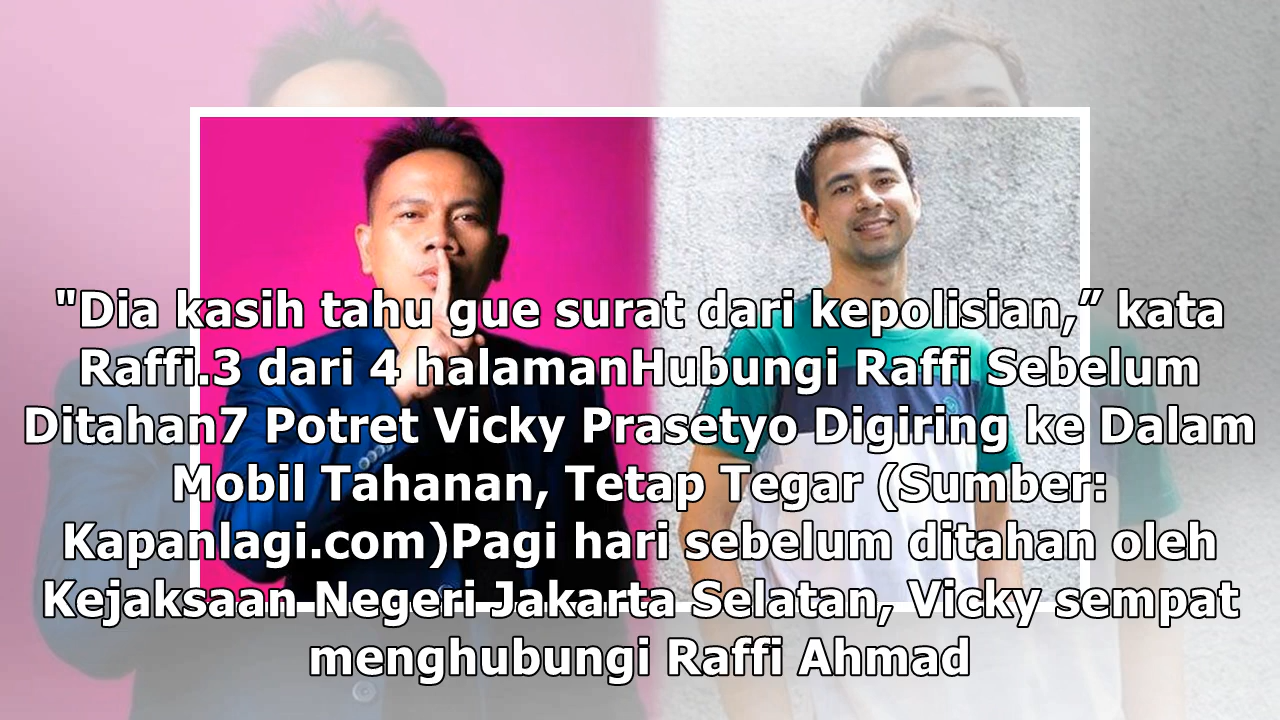 "Dia kasih tahu gue surat dari kepolisian,” kata
Raffi.3 dari 4 halamanHubungi Raffi Sebelum
Ditahan7 Potret Vicky Prasetyo Digiring ke Dalam
Mobil Tahanan, Tetap Tegar (Sumber:
Kapanlagi.com)Pagi hari sebelum ditahan oleh
Kejaksaan Negeri Jakarta Selatan, Vicky sempat
menghubungi Raffi Ahmad